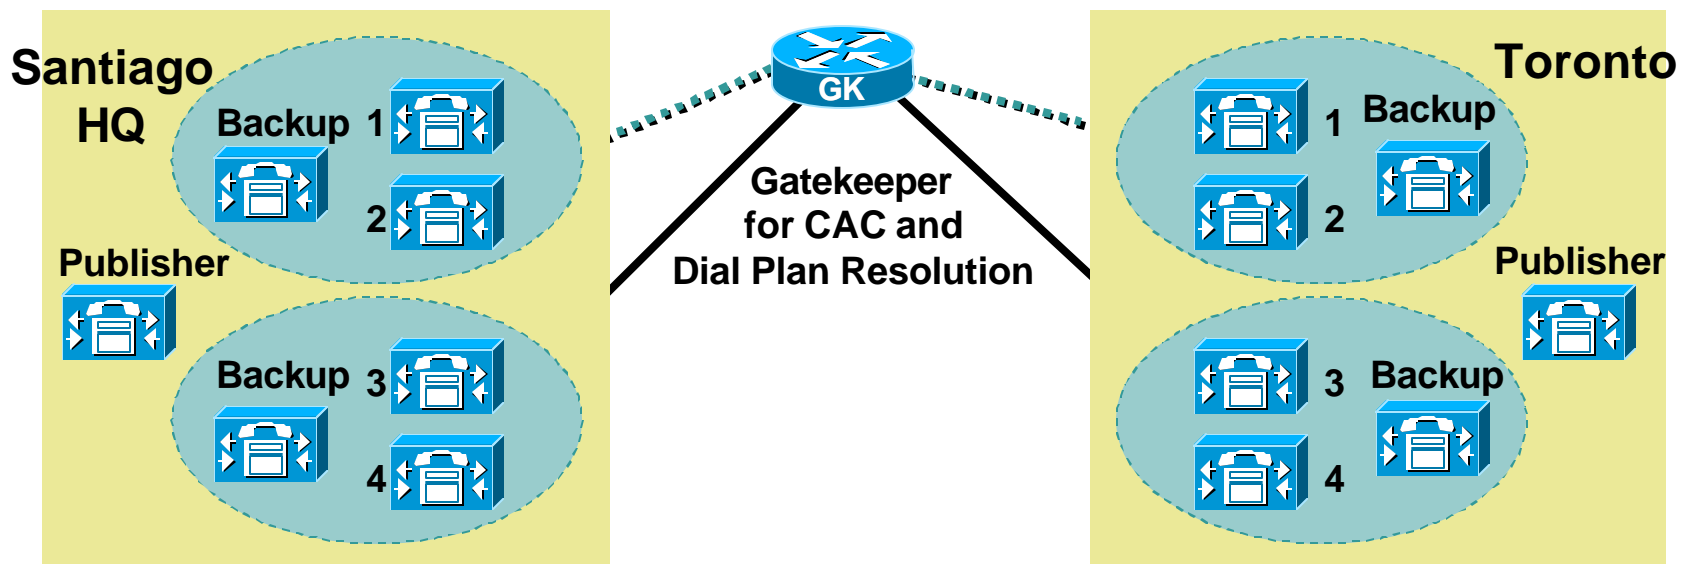 Santiago
HQ
Backup 1
2
Publisher
Backup 3
4
GK
Gatekeeper
for CAC and
Dial Plan Resolution
Toronto
1 Backup
2
Publisher
3 Backup
4